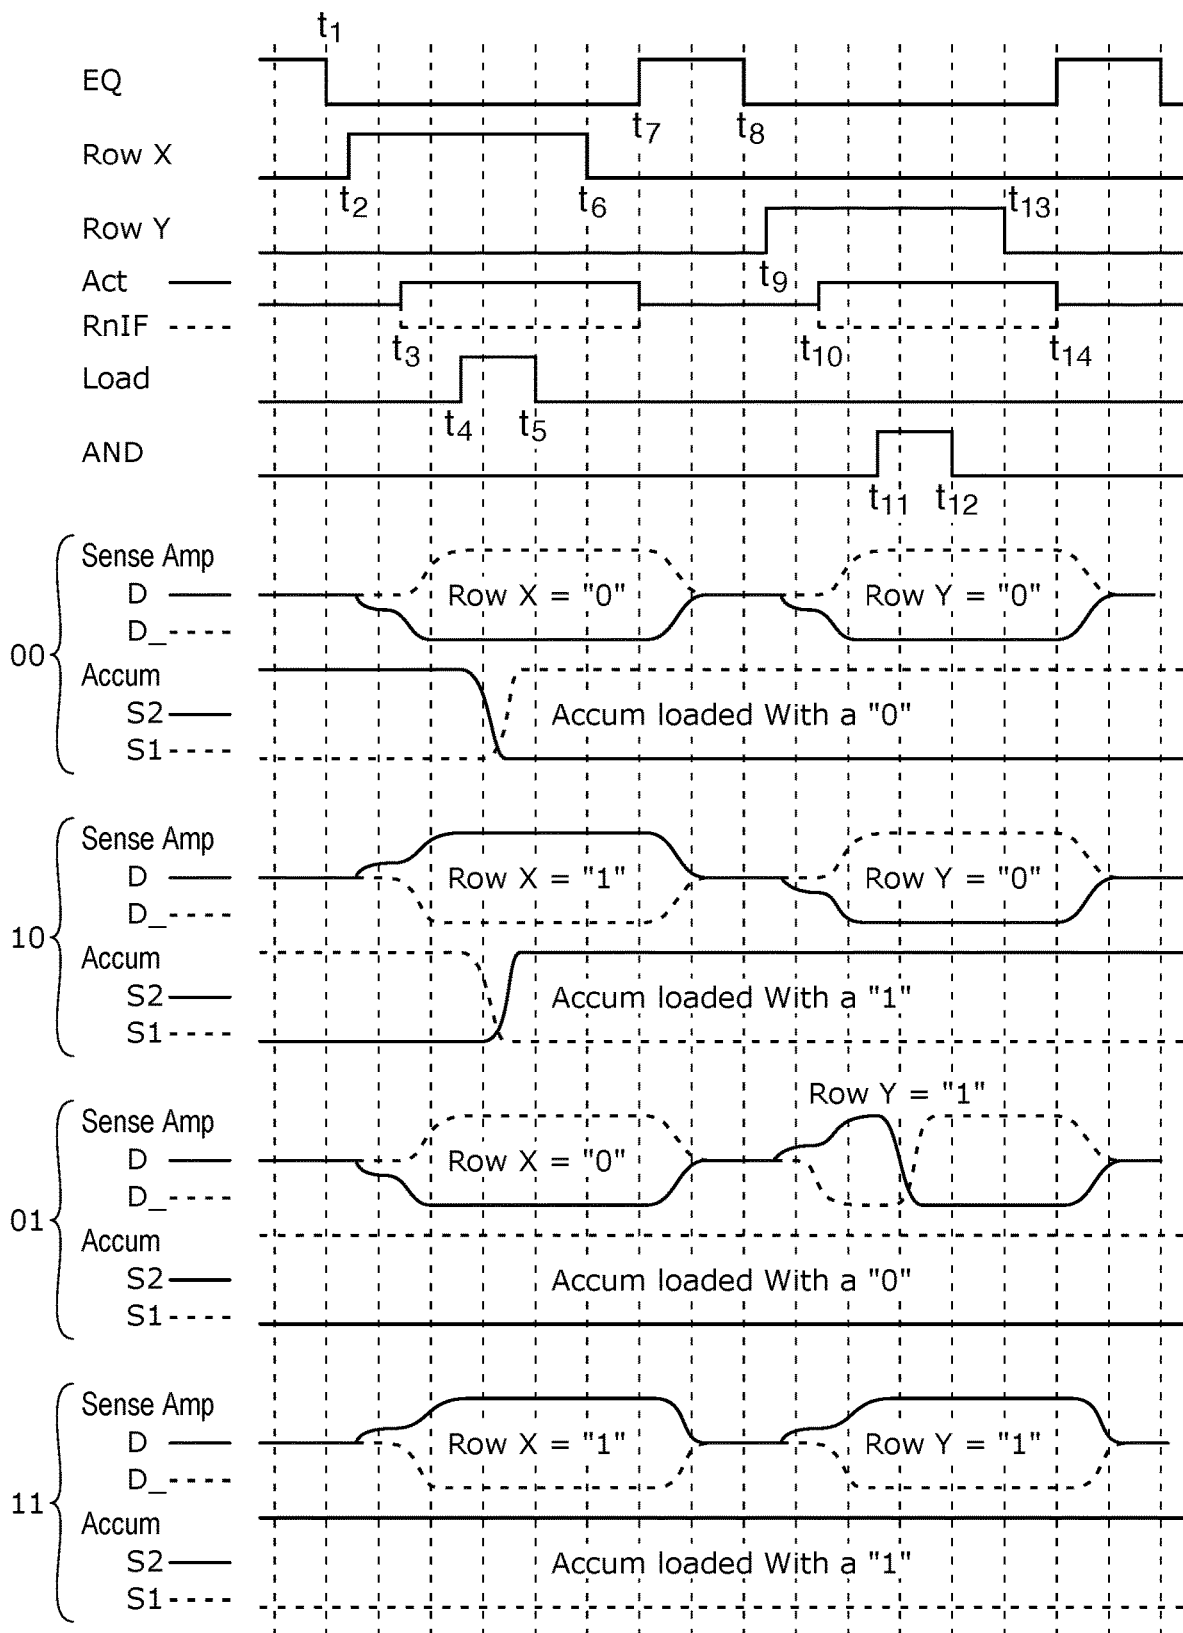 t1
EQ
t7 t8
Row X
t2 t6
Row Y
t13
t9
Act
RnIF
t3 t10 t14
Load
t4 t5
AND
t11 t12
00
Sense Amp
D
D_
Row X = "0" Row Y = "0"
Accum
S2
S1
Accum loaded With a "0"
10
Sense Amp
D
D_
Row X = "1" Row Y = "0"
Accum
S2
S1
Accum loaded With a "1"
01
Row Y = "1"
Sense Amp
D
D_
Row X = "0"
Accum
S2
S1
Accum loaded With a "0"
11
Sense Amp
D
D_
Row X = "1" Row Y = "1"
Accum
S2
S1
Accum loaded With a "1"